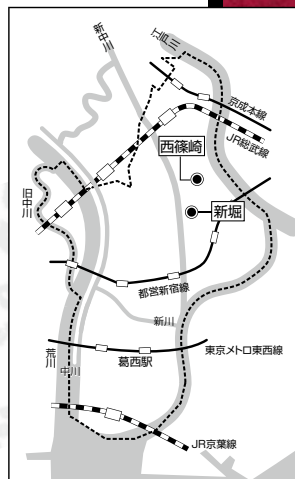 江戸川
新中川
京成本線
JR総武線
西篠崎
旧中川
新堀
都営新宿線
新川
荒川
中川
葛西駅
東京メトロ東西線
JR京葉線